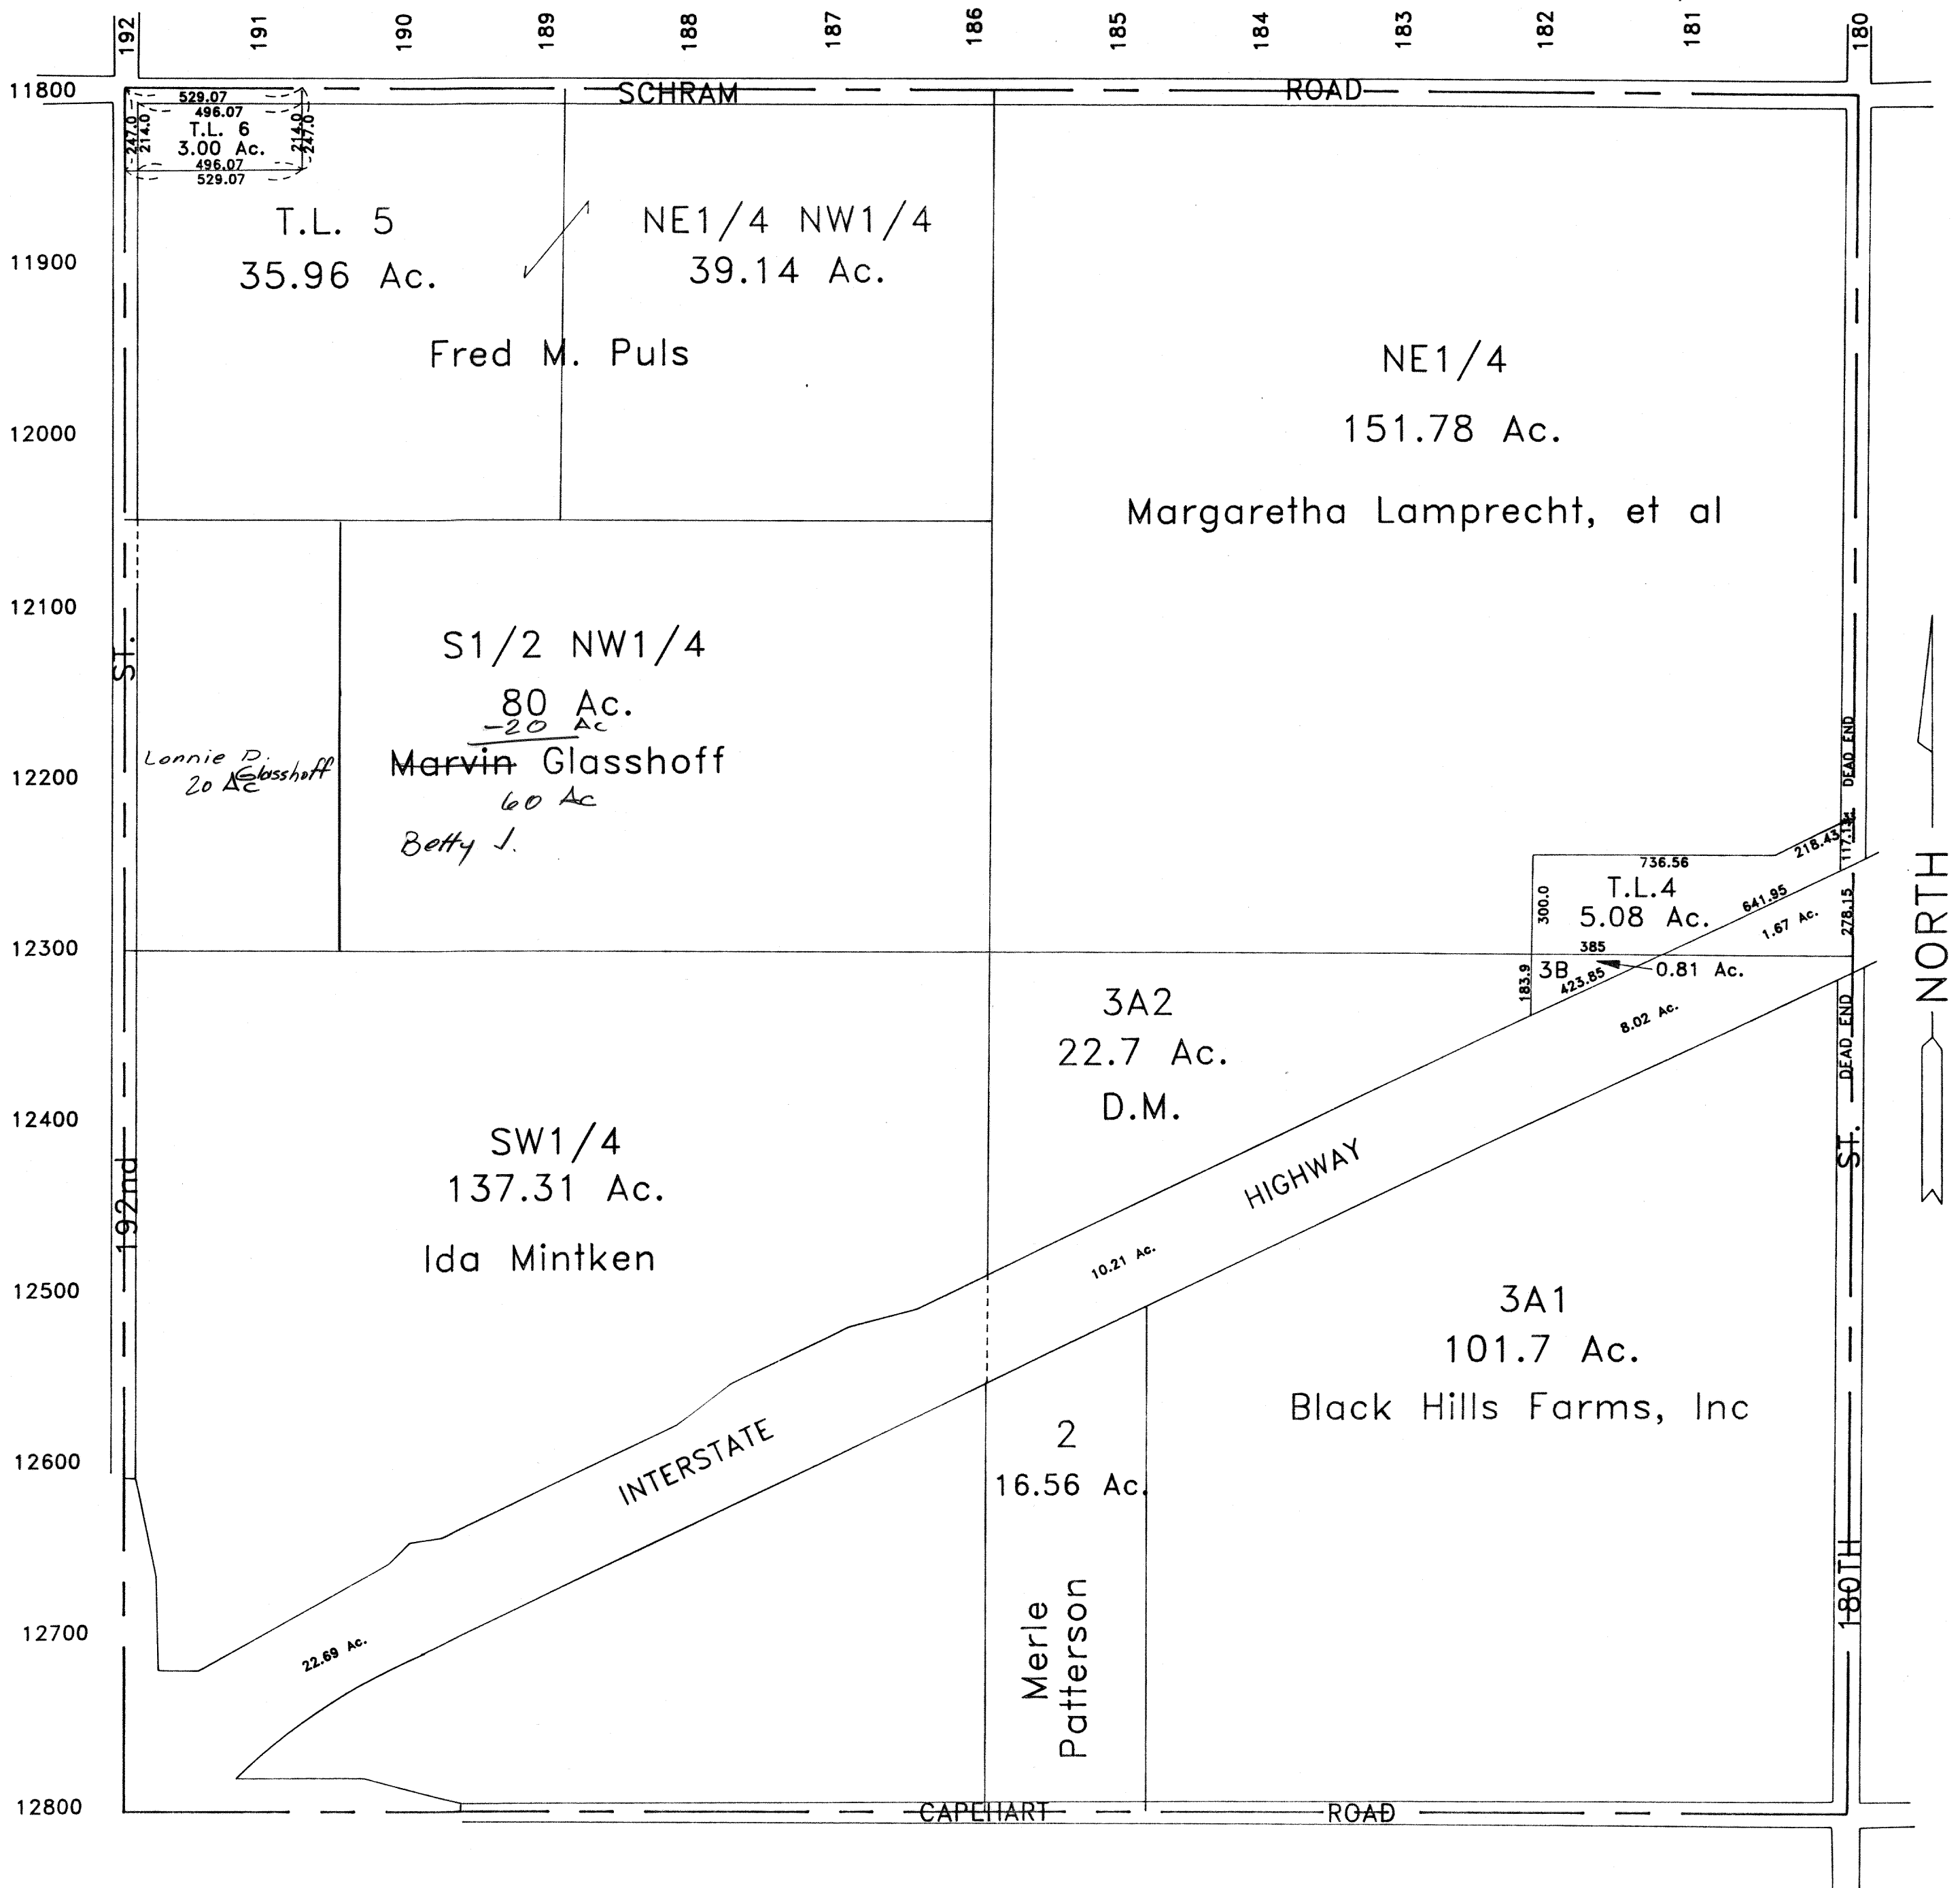 192
191
190
189
188
187
186
185
184
183
182
181
180
11800
SCHRAM
ROAD
529.07
496.07
247.0
214.0
T.L. 6
3.00 Ac.
214.0
247.0
496.07
529.07
T.L. 5
35.96 Ac.
NE1/4 NW1/4
39.14 Ac.
Fred M. Puls
11900
12000
NE1/4
151.78 Ac.
Margaretha Lamprecht, et al
12100
ST.
S1/2 NW1/4
80 Ac.
-20 Ac
Marvin Glasshoff
60 Ac
Betty J.
Lonnie D.
Glasshoff
20 Ac
12200
DEAD END
218.43
736.56
T.L.4
5.08 Ac.
300.0
641.95
1.67 Ac.
278.15
385
12300
183.9
3B
423.85
0.81 Ac.
8.02 Ac.
DEAD END
NORTH
3A2
22.7 Ac.
D.M.
12400
ST.
SW1/4
137.31 Ac.
Ida Mintken
192nd
HIGHWAY
10.21 Ac.
12500
3A1
101.7 Ac.
Black Hills Farms, Inc
INTERSTATE
2
16.56 Ac.
12600
180TH
Merle
Patterson
12700
22.69 Ac.
12800
CAPEHART
ROAD